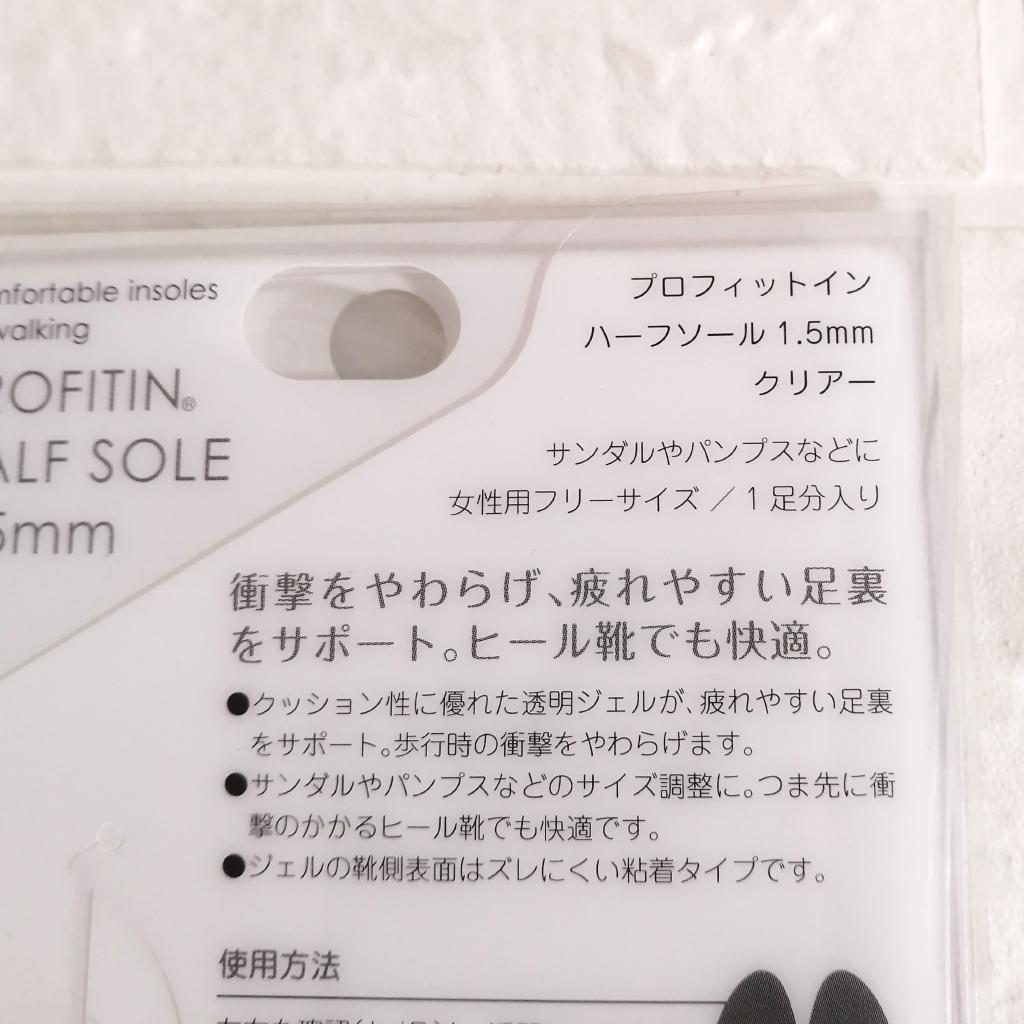 mfortable insoles
walking
ROFITIN®
ALF SOLE
5mm
プロフィットイン
ハーフソール 1.5mm
クリアー
サンダルやパンプスなどに
女性用フリーサイズ ／ 1 足分入り
衝撃をやわらげ、疲れやすい足裏
をサポート。ヒール靴でも快適。
●クッション性に優れた透明ジェルが、疲れやすい足裏
をサポート。歩行時の衝撃をやわらげます。
●サンダルやパンプスなどのサイズ調整に。つま先に衝
撃のかかるヒール靴でも快適です。
●ジェルの靴側表面はズレにくい粘着タイプです。
使用方法